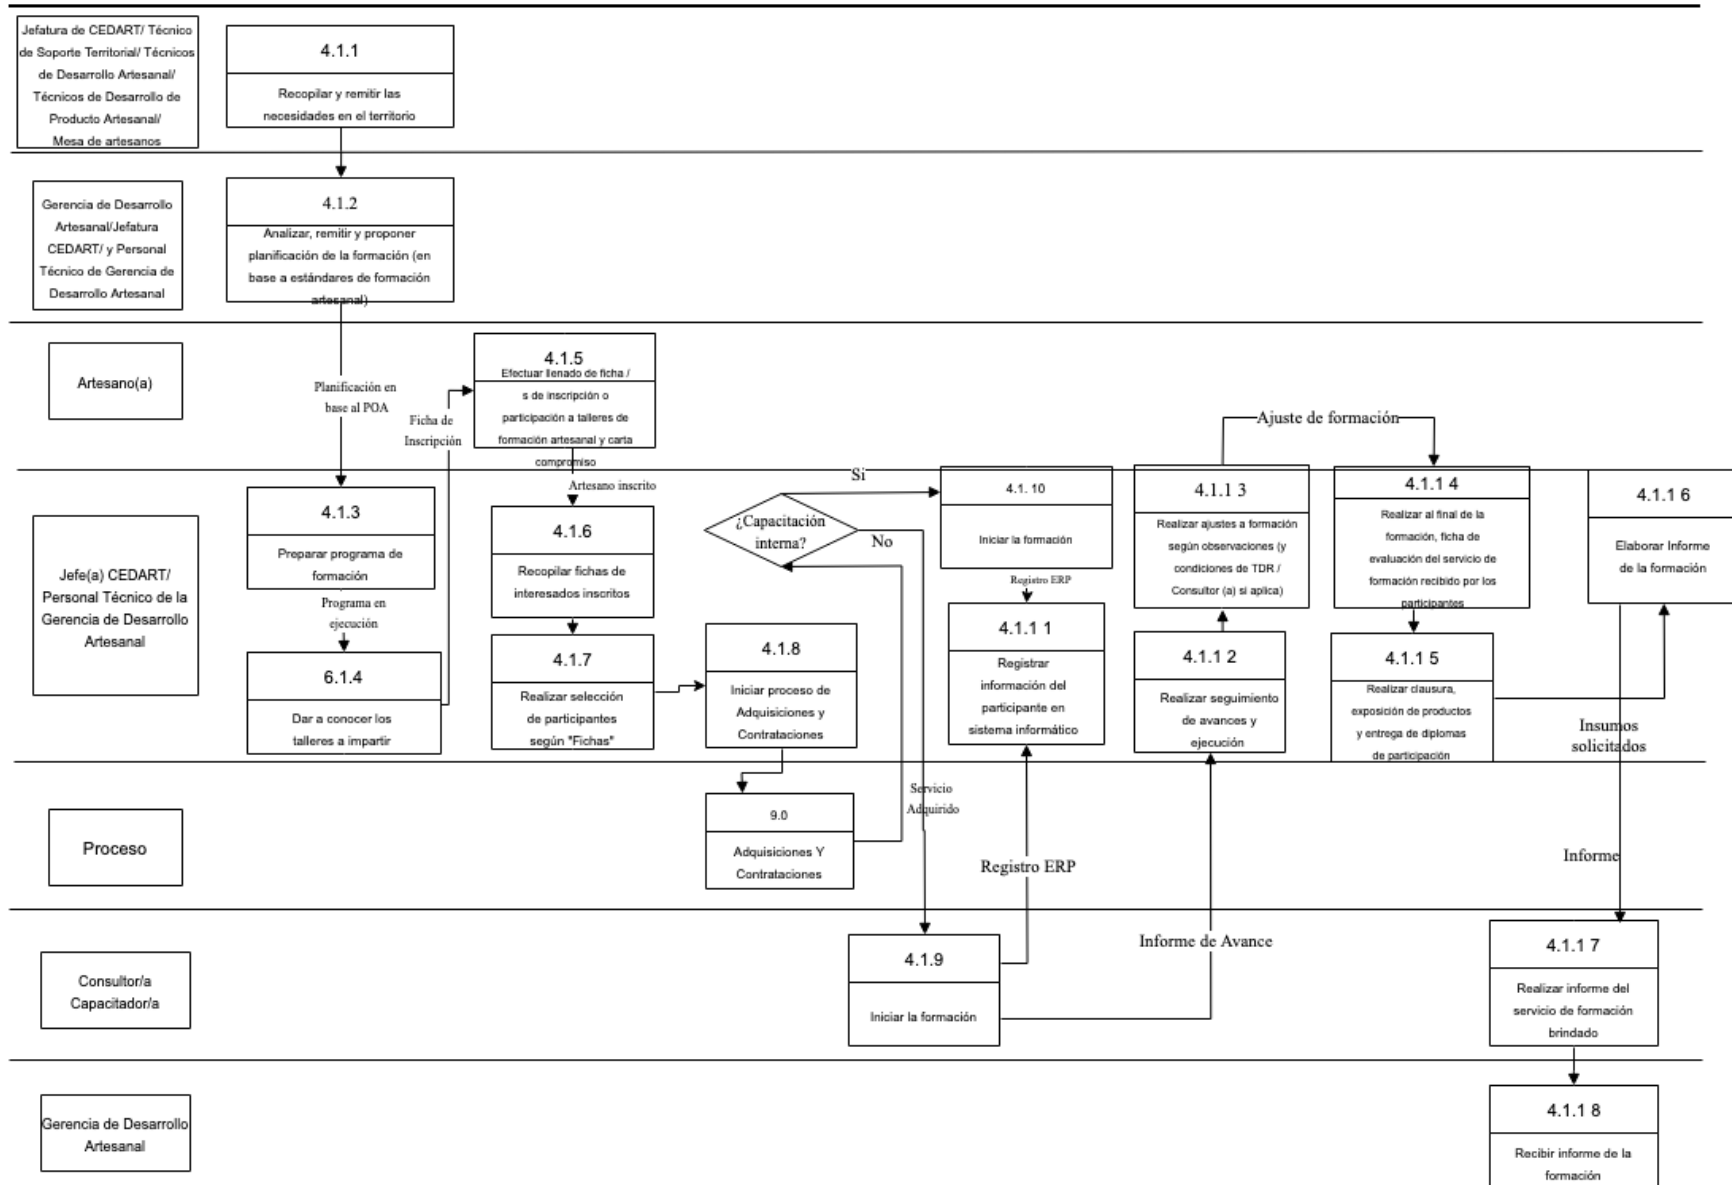 Jefatura de CEDART/ Técnico
de Soporte Territorial/ Técnicos
de Desarrollo Artesanal/
Técnicos de Desarrollo de
Producto Artesanal/
Mesa de artesanos
4.1.1
Recopilar y remitir las
necesidades en el territorio
Gerencia de Desarrollo
Artesanal/Jefatura
CEDART/ y Personal
Técnico de Gerencia de
Desarrollo Artesanal
4.1.2
Analizar, remitir y proponer
planificación de la formación (en
base a estándares de formación
artesanal)
Artesano(a)
Planificación en
base al POA
Ficha de
Inscripción
4.1.5
Efectuar llenado de ficha /
s de inscripción o
participación a talleres de
formación artesanal y carta
compromiso
Artesano inscrito
Ajuste de formación
Jefe(a) CEDART/
Personal Técnico de la
Gerencia de Desarrollo
Artesanal
4.1.3
Preparar programa de
formación
Programa en
ejecución
6.1.4
Dar a conocer los
talleres a impartir
4.1.6
Recopilar fichas de
interesados inscritos
4.1.7
Realizar selección
de participantes
según "Fichas"
¿Capacitación
interna?
Sí
No
4.1.8
Iniciar proceso de
Adquisiciones y
Contrataciones
4.1. 10
Iniciar la formación
Registro ERP
4.1.1 1
Registrar
información del
participante en
sistema informático
4.1.1 3
Realizar ajustes a formación
según observaciones (y
condiciones de TDR /
Consultor (a) si aplica)
4.1.1 2
Realizar seguimiento
de avances y
ejecución
4.1.1 4
Realizar al final de la
formación, ficha de
evaluación del servicio de
formación recibido por los
participantes
4.1.1 5
Realizar clausura,
exposición de productos
y entrega de diplomas
de participación
4.1.1 6
Elaborar Informe
de la formación
Insumos
solicitados
Proceso
9.0
Adquisiciones Y
Contrataciones
Servicio
Adquirido
Registro ERP
Informe
Consultor/a
Capacitador/a
4.1.9
Iniciar la formación
Informe de Avance
4.1.1 7
Realizar informe del
servicio de formación
brindado
Gerencia de Desarrollo
Artesanal
4.1.1 8
Recibir informe de la
formación